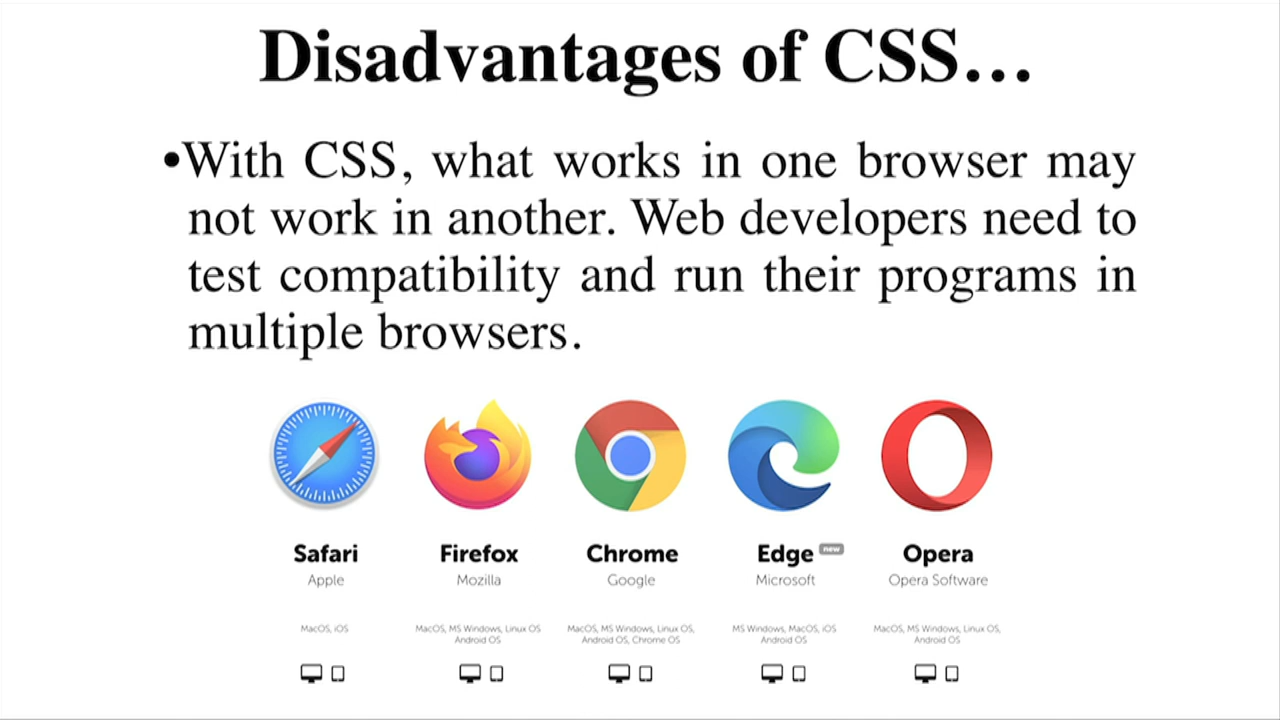 Disadvantages of CSS…
•With CSS, what works in one browser may
not work in another. Web developers need to
test compatibility and run their programs in
multiple browsers.
Safari
Apple
MacOS, iOS
Firefox
Mozilla
MacOS, MS Windows, Linux OS
Android OS
Chrome
Google
MacOS, MS Windows, Linux OS,
Android OS, Chrome OS
Edge new
Microsoft
MS Windows, MacOS, iOS
Android OS
Opera
Opera Software
MacOS, MS Windows, Linux OS,
Android OS